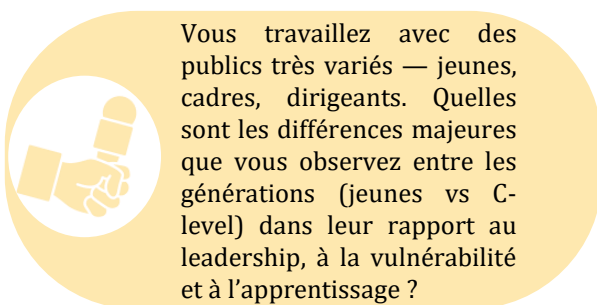 Vous travaillez avec des
publics très variés — jeunes,
cadres, dirigeants. Quelles
sont les différences majeures
que vous observez entre les
générations (jeunes vs C-
level) dans leur rapport au
leadership, à la vulnérabilité
et à l’apprentissage ?